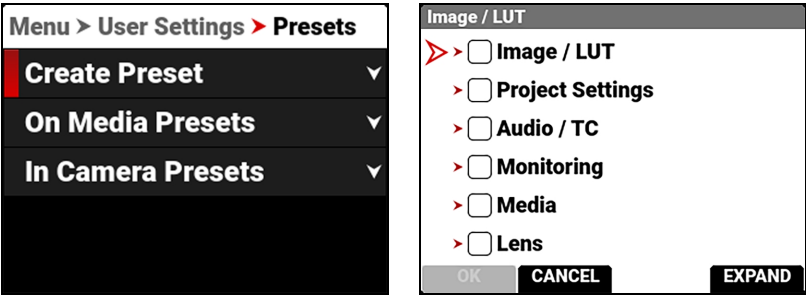 Menu > User Settings > Presets
Create Preset
On Media Presets
In Camera Presets
Image / LUT
Image / LUT
Project Settings
Audio / TC
Monitoring
Media
Lens
OK CANCEL EXPAND